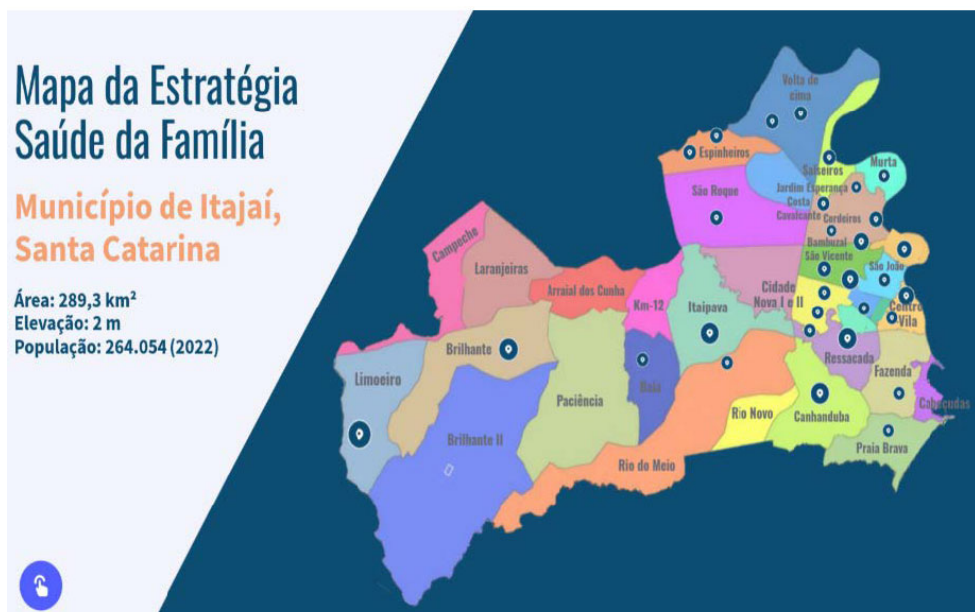 Mapa da Estratégia
Saúde da Família
Município de Itajaí,
Santa Catarina
Área: 289,3 km²
Elevação: 2 m
População: 264.054 (2022)
Volta de
cima
Espinheiros
Salseiros
Murta
São Roque
Jardim Esperança
Costa
Cavalcante
Cordeiros
Bambuzal
São Vicente
São João
Campeche
Laranjeiras
Arraial dos Cunha
Km-12
Itaipava
Cidade
Nova I e II
Centro
Vila
Limoeiro
Brilhante
Ressacada
Fazenda
Paciência
Baía
Cabeçudas
Rio Novo
Canhanduba
Brilhante II
Praia Brava
Rio do Meio